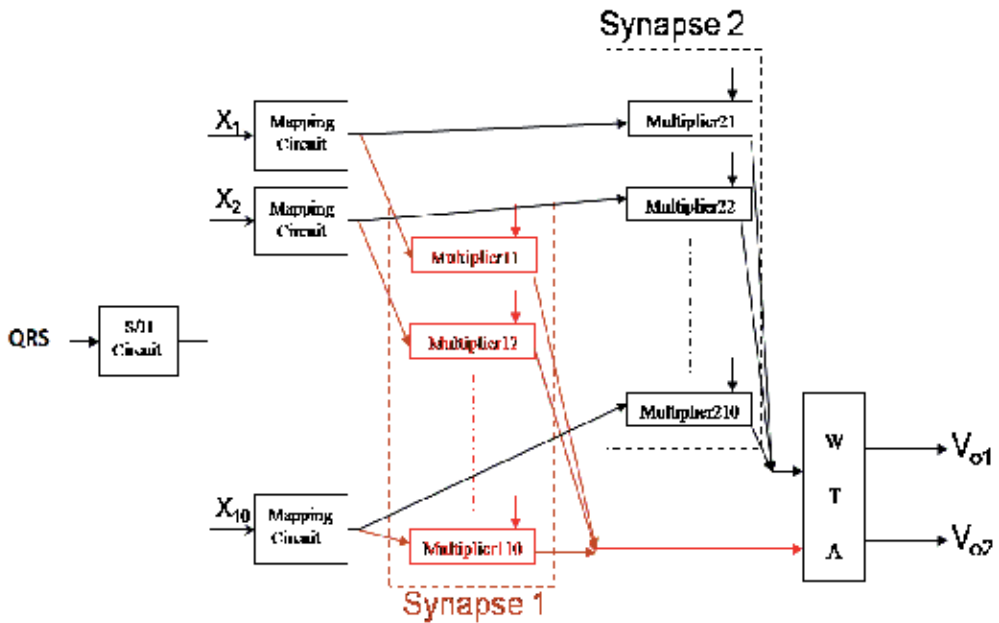 Synapse 2
X1
Mapping
Circuit
Multiplier21
X2
Mapping
Circuit
Multiplier22
Multiplier11
QRS
S/H
Circuit
Multiplier12
Multiplier210
W
T
A
Vo1
X10
Mapping
Circuit
Multiplier110
Vo2
Synapse 1